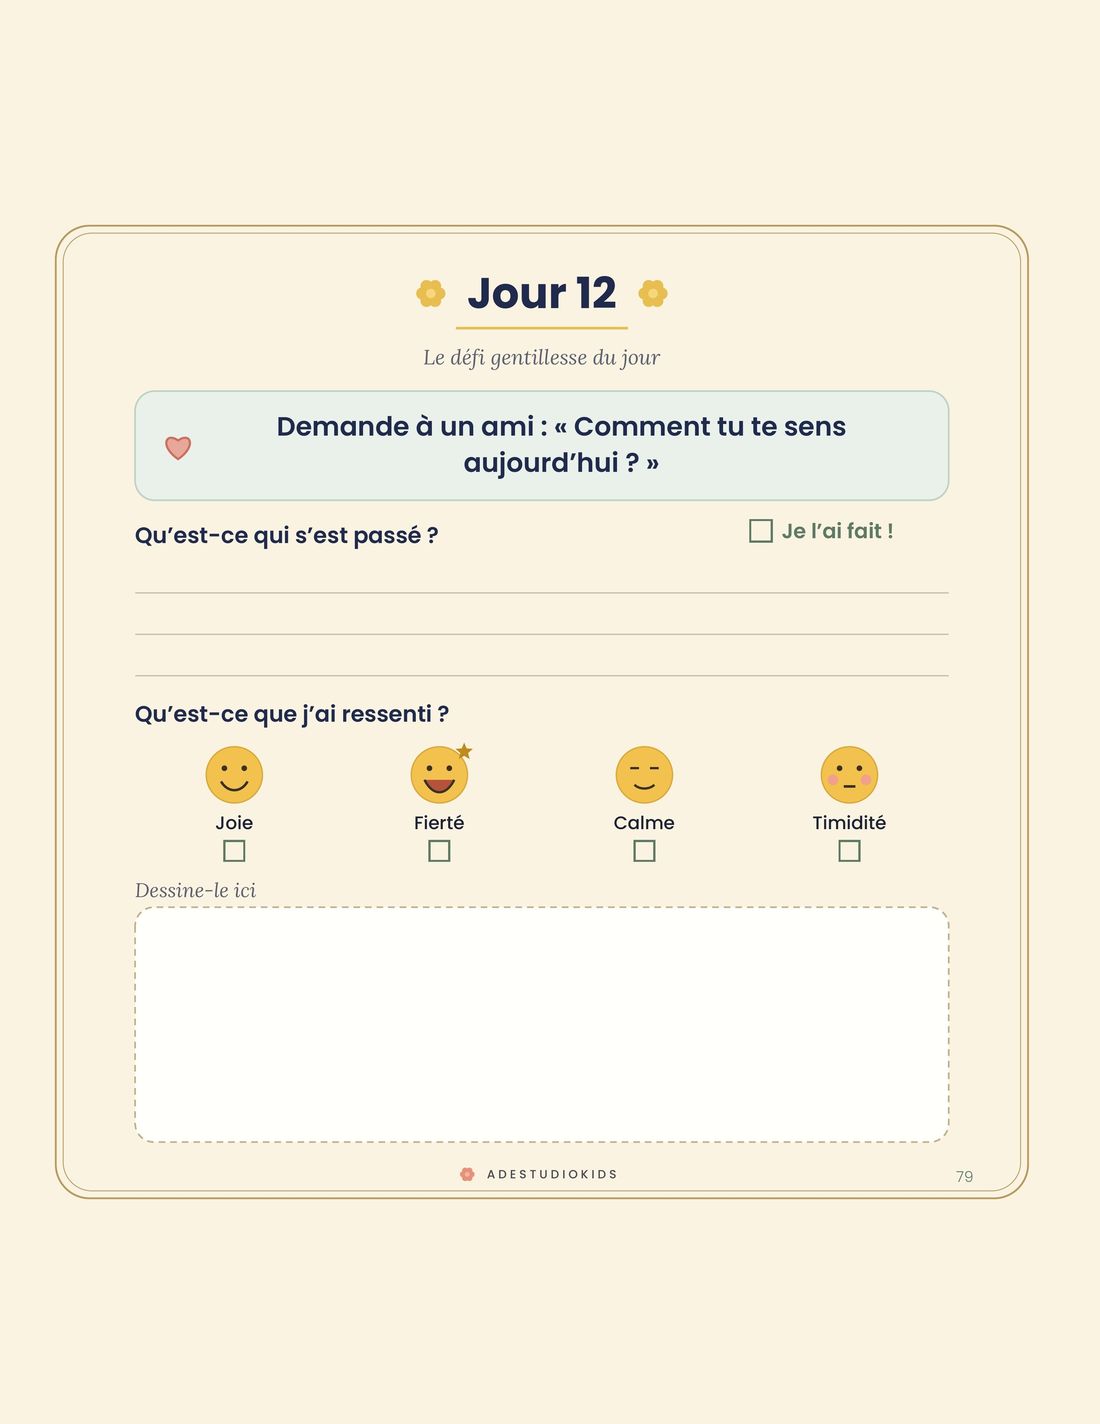 Jour 12
Le défi gentillesse du jour
Demande à un ami : « Comment tu te sens
aujourd’hui ? »
Qu’est-ce qui s’est passé ?
Je l’ai fait !
Qu’est-ce que j’ai ressenti ?
Joie
Fierté
Calme
Timidité
Dessine-le ici
ADESTUDIOKIDS
79